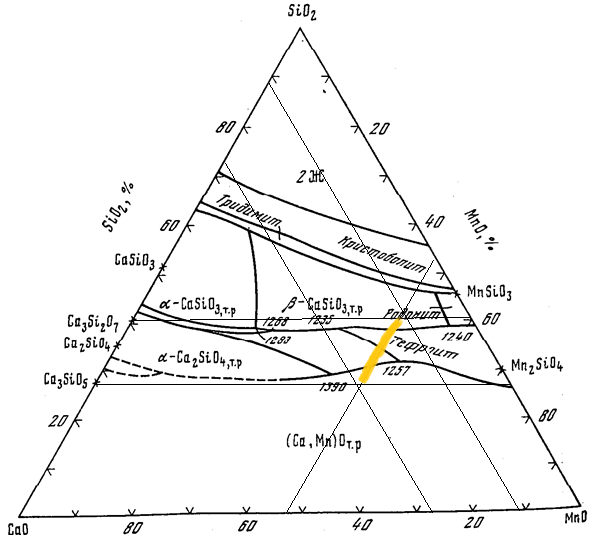 SiO2
80
20
2 Ж
SiO2, %
MnO, %
Тридимит
60
40
Кристобалит
CaSiO3
MnSiO3
α-CaSiO3,т.р
β-CaSiO3,т.р
Родонит
Ca3Si2O7
1268
1235
60
1283
1240
Ca2SiO4
Тефроит
α-Ca2SiO4,т.р
1257
Mn2SiO4
Ca3SiO5
1390
20
(Ca,Mn)Oт.р
80
CaO
80
60
40
20
MnO